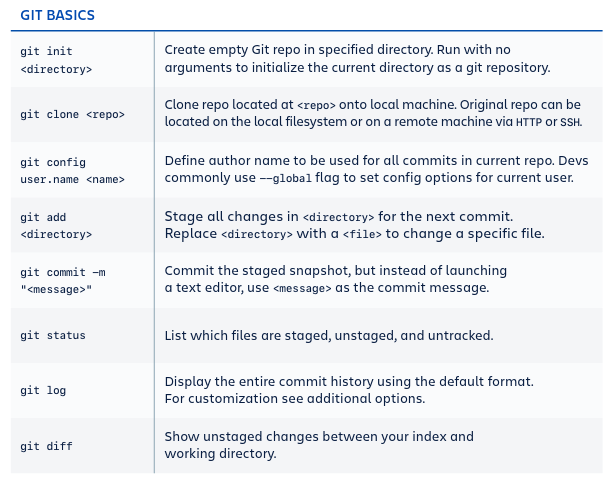 GIT BASICS
git init
<directory>
Create empty Git repo in specified directory. Run with no
arguments to initialize the current directory as a git repository.
git clone <repo>
Clone repo located at <repo> onto local machine. Original repo can be
located on the local filesystem or on a remote machine via HTTP or SSH.
git config
user.name <name>
Define author name to be used for all commits in current repo. Devs
commonly use --global flag to set config options for current user.
git add
<directory>
Stage all changes in <directory> for the next commit.
Replace <directory> with a <file> to change a specific file.
git commit -m
"<message>"
Commit the staged snapshot, but instead of launching
a text editor, use <message> as the commit message.
git status
List which files are staged, unstaged, and untracked.
git log
Display the entire commit history using the default format.
For customization see additional options.
git diff
Show unstaged changes between your index and
working directory.